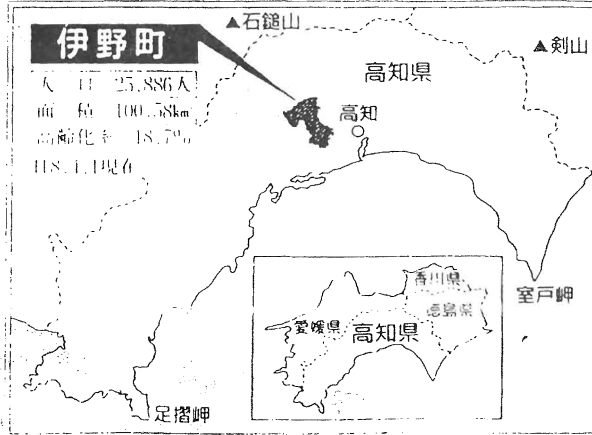 ▲石鎚山
伊野町
▲剣山
人口 25,886人
面積 100.58km
高齢化率 18.7%
H8.4.1現在
高知県
高知
室戸岬
足摺岬
香川県
徳島県
愛媛県
高知県